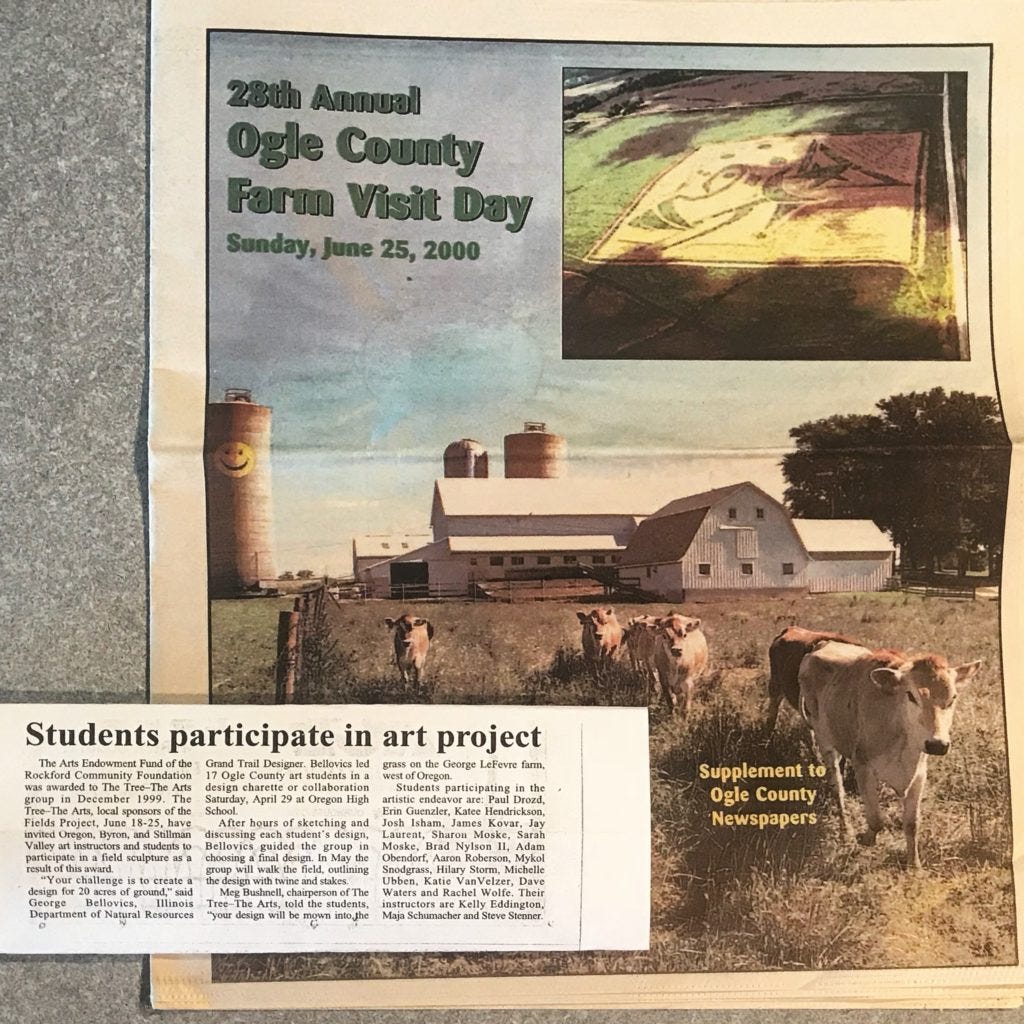 28th Annual
Ogle County
Farm Visit Day
Sunday, June 25, 2000
Supplement to
Ogle County
Newspapers
Students participate in art project
The Arts Endowment Fund of the
Rockford Community Foundation
was awarded to The Tree–The Arts
group in December 1999. The
Tree–The Arts, local sponsors of the
Fields Project, June 18-25, have
invited Oregon, Byron, and Stillman
Valley art instructors and students to
participate in a field sculpture as a
result of this award.
“Your challenge is to create a
design for 20 acres of ground,” said
George Bellovics, Illinois
Department of Natural Resources
Grand Trail Designer. Bellovics led
17 Ogle County art students in a
design charette or collaboration
Saturday, April 29 at Oregon High
School.
After hours of sketching and
discussing each student’s design,
Bellovics guided the group in
choosing a final design. In May the
group will walk the field, outlining
the design with twine and stakes.
Meg Bushnell, chairperson of The
Tree–The Arts, told the students,
“your design will be mown into the
grass on the George LeFevre farm,
west of Oregon.
Students participating in the
artistic endeavor are: Paul Drozd,
Erin Guenzler, Katee Hendrickson,
Josh Isham, James Kovar, Jay
Laurent, Sharon Moske, Sarah
Moske, Brad Nylson II, Adam
Obendorf, Aaron Roberson, Mykol
Snodgrass, Hilary Storm, Michelle
Ubben, Katie VanVelzer, Dave
Waters and Rachel Wolfe. Their
instructors are Kelly Eddington,
Maja Schumacher and Steve Stenner.